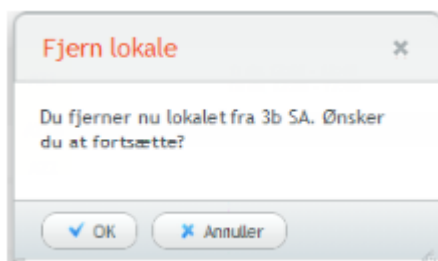 Fjern lokale
Du fjerner nu lokalet fra 3b SA. Ønsker
du at fortsætte?
OK Annuller